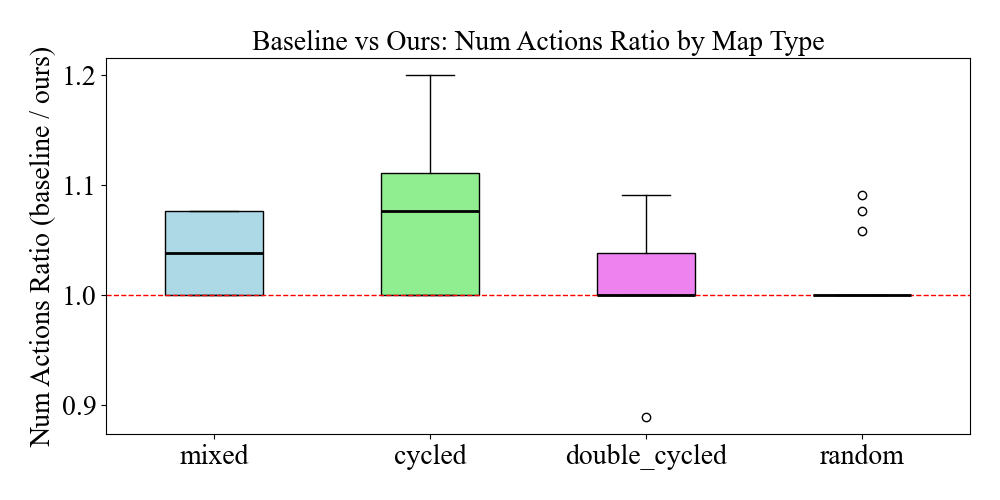 Baseline vs Ours: Num Actions Ratio by Map Type
Num Actions Ratio (baseline / ours)
1.2
1.1
1.0
0.9
mixed
cycled
double_cycled
random